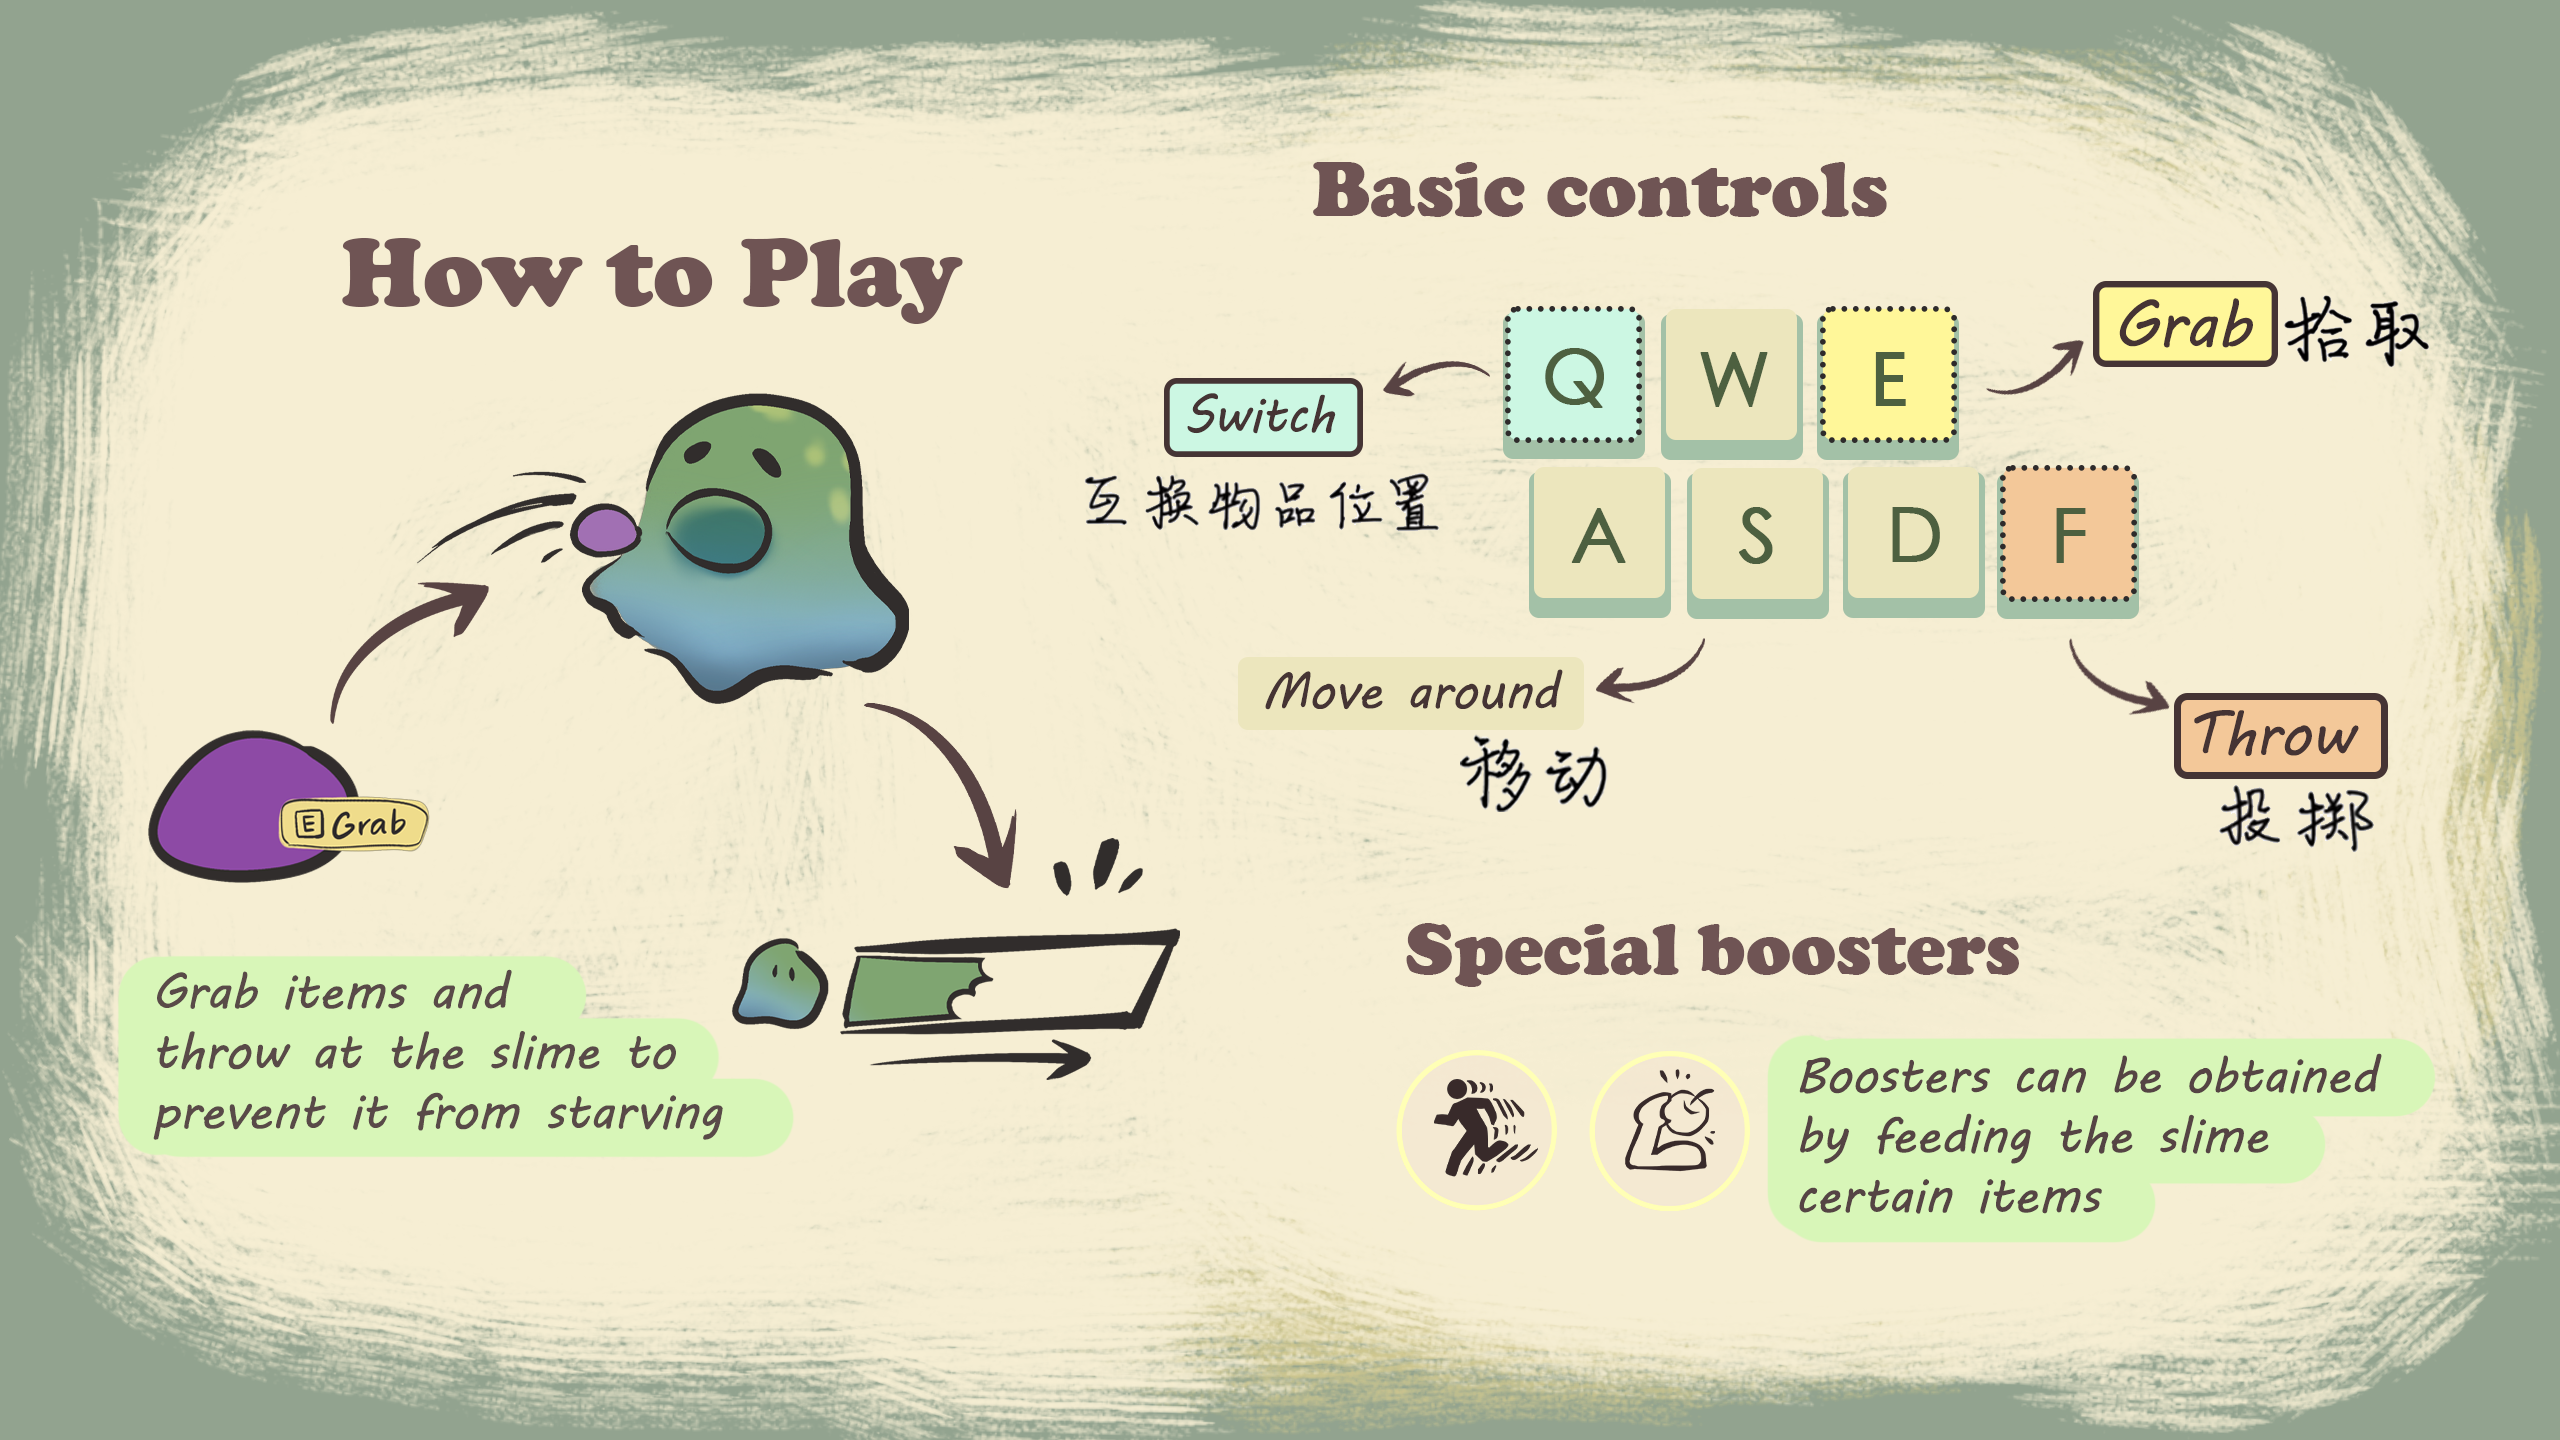 How to Play
E Grab
Grab items and
throw at the slime to
prevent it from starving
Basic controls
Q W E
A S D F
Switch
互换物品位置
Grab 拾取
Move around
移动
Throw
投掷
Special boosters
Boosters can be obtained
by feeding the slime
certain items